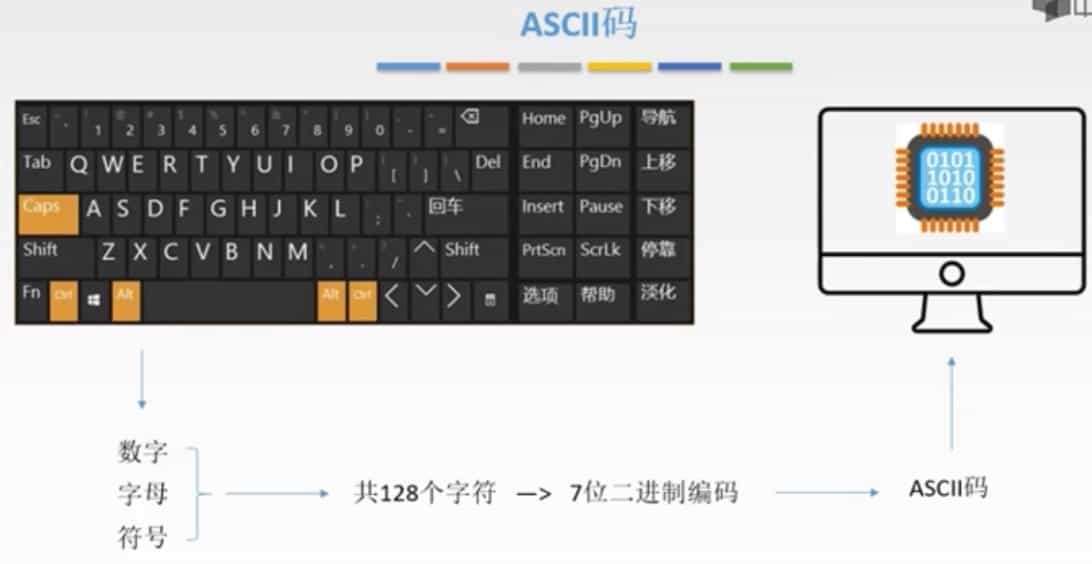 ASCII码
Esc 1 2 3 4 5 6 7 8 9 0 - = Home PgUp 导航
Tab Q W E R T Y U I O P [ ] \ Del End PgDn 上移
Caps A S D F G H J K L ; 回车 Insert Pause 下移
Shift Z X C V B N M , . / Shift PrtScn ScrLk 停靠
Fn Ctrl Alt Alt Ctrl 选项 帮助 淡化
0101
1010
0110
数字
字母
符号
共128个字符 —> 7位二进制编码
ASCII码